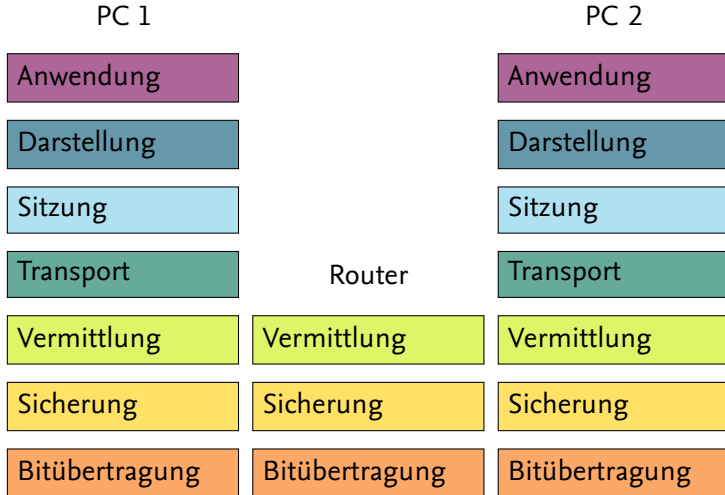 PC 1 PC 2
Anwendung Anwendung
Darstellung Darstellung
Sitzung Sitzung
Transport Router Transport
Vermittlung Vermittlung Vermittlung
Sicherung Sicherung Sicherung
Bitübertragung Bitübertragung Bitübertragung